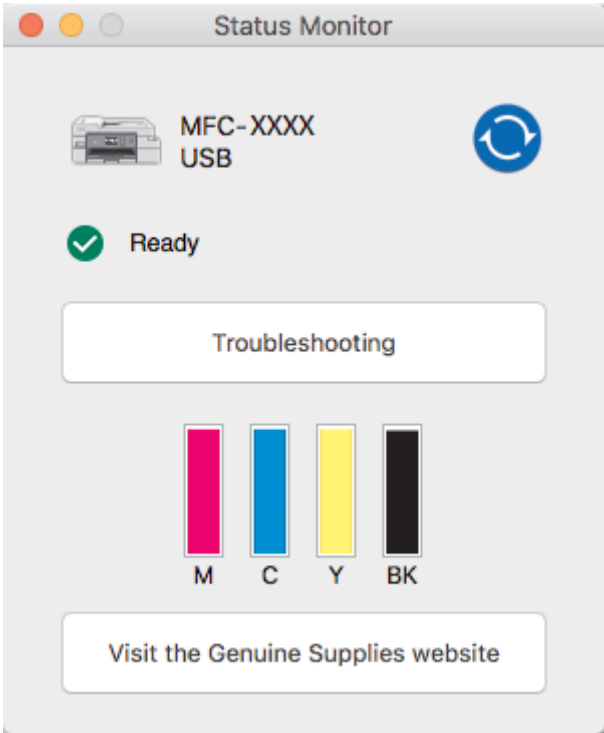 Status Monitor
MFC-XXXX
USB
Ready
Troubleshooting
M C Y BK
Visit the Genuine Supplies website